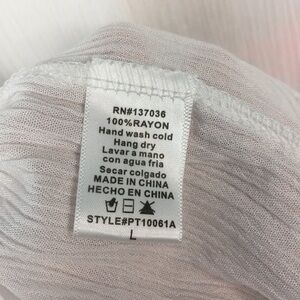 RN#137036
100%RAYON
Hand wash cold
Hang dry
Lavar a mano
con agua fria
Secar colgado
MADE IN CHINA
HECHO EN CHINA
STYLE#PT10061A
L